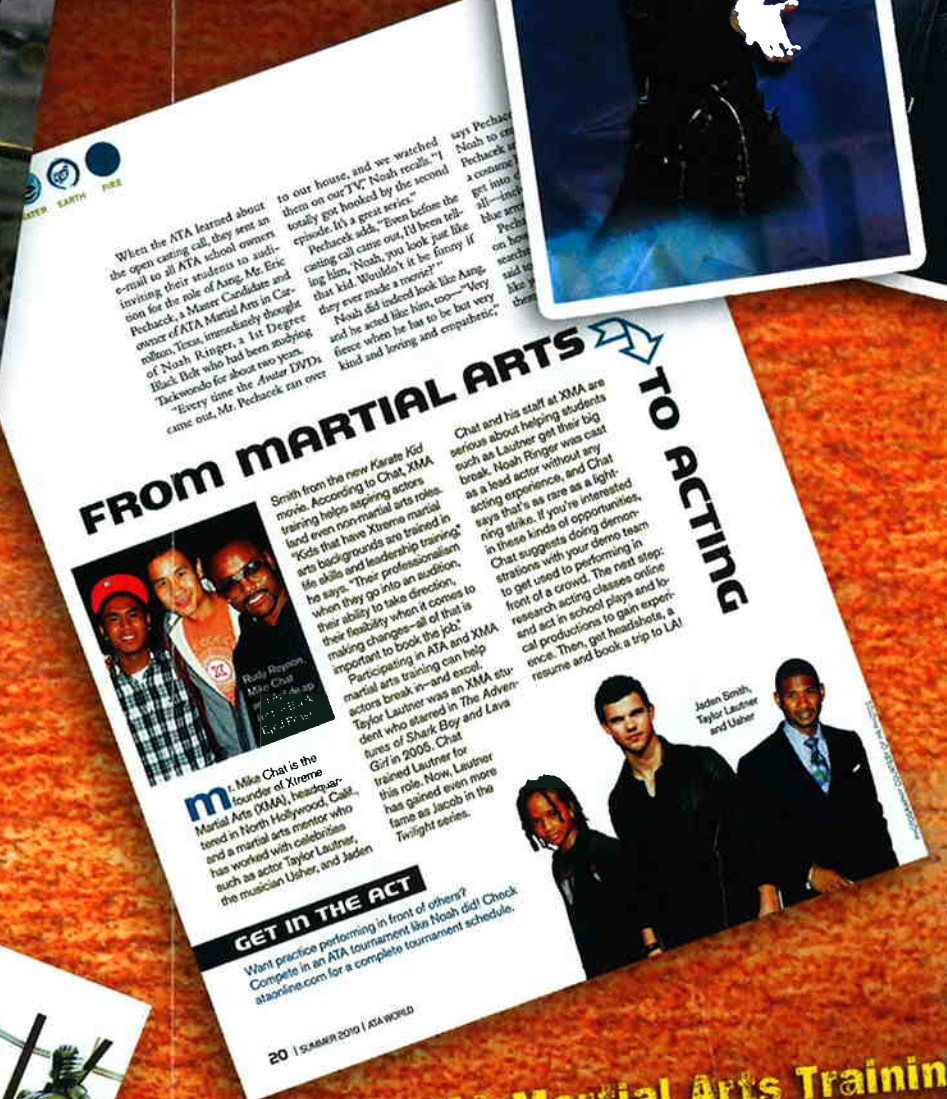 EARTH
FIRE
When the ATA learned about
the open casting call, they sent an
e-mail to all ATA school owners
inviting their students to audi-
tion for the role of Aang. Mr. Eric
Pechacek, a Master Candidate and
owner of ATA Martial Arts in Car-
rollton, Texas, immediately thought
of Noah Ringer, a 1st Degree
Black Belt who had been studying
Taekwondo for about two years.
"Every time the Avatar DVDs
came out, Mr. Pechacek ran over
to our house, and we watched
them on our TV," Noah recalls. "I
totally got hooked by the second
episode. It's a great series."
Pechacek adds, "Even before the
casting call came out, I'd been tell-
ing him, 'Noah, you look just like
that kid. Wouldn't it be funny if
they ever made a movie?'"
Noah did indeed look like Aang,
and he acted like him, too—"Very
fierce when he has to be but very
kind and loving and empathetic,"
says Pechace
Noah to
Pechacek
a costume
get into
all—incl
blue
on how
said to
like
FROM MARTIAL ARTS
TO ACTING
Rudy Reynon,
Mike Chat
mr. Mike Chat is the
founder of Xtreme
Martial Arts (XMA), headquar-
tered in North Hollywood, Calif.,
and a martial arts mentor who
has worked with celebrities
such as actor Taylor Lautner,
the musician Usher, and Jaden
Smith from the new Karate Kid
movie. According to Chat, XMA
training helps aspiring actors
land even non-martial arts roles.
"Kids that have Xtreme martial
arts backgrounds are trained in
life skills and leadership training,"
he says. "Their professionalism
when they go into an audition,
their ability to take direction,
their flexibility when it comes to
making changes—all of that is
important to book the job."
Participating in ATA and XMA
martial arts training can help
actors break in—and excel.
Taylor Lautner was an XMA stu-
dent who starred in The Adven-
tures of Shark Boy and Lava
Girl in 2005. Chat
trained Lautner for
this role. Now, Lautner
has gained even more
fame as Jacob in the
Twilight series.
Chat and his staff at XMA are
serious about helping students
such as Lautner get their big
break. Noah Ringer was cast
as a lead actor without any
acting experience, and Chat
says that's as rare as a light-
ning strike. If you're interested
in these kinds of opportunities,
Chat suggests doing demon-
strations with your demo team
to get used to performing in
front of a crowd. The next step:
research acting classes online
and act in school plays and lo-
cal productions to gain experi-
ence. Then, get headshots, a
resume and book a trip to LA!
Jaden Smith,
Taylor Lautner
and Usher
GET IN THE ACT
Want practice performing in front of others?
Compete in an ATA tournament like Noah did! Check
ataonline.com for a complete tournament schedule.
20 | SUMMER 2010 | ATA WORLD
Martial Arts Trainin